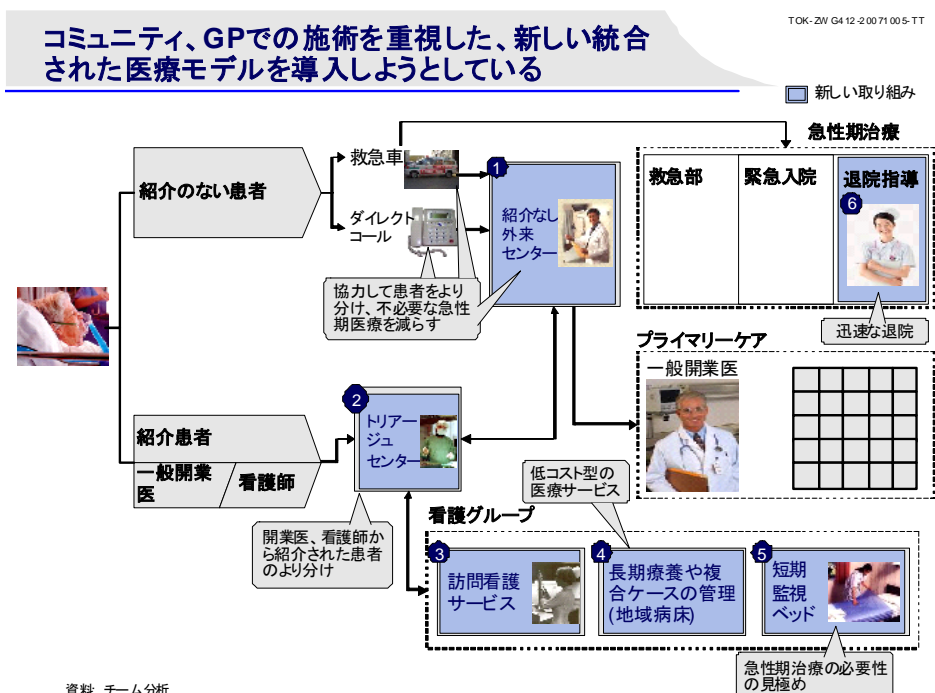 TOK-ZWG412-20071005-TT
コミュニティ、GPでの施術を重視した、新しい統合
された医療モデルを導入しようとしている
新しい取り組み
急性期治療
救急車
紹介のない患者
ダイレクト
コール
1
紹介なし
外来
センター
救急部
緊急入院
退院指導
6
協力して患者をより
分け、不必要な急性
期医療を減らす
迅速な退院
プライマリーケア
一般開業医
2
トリアー
ジュ
センター
紹介患者
一般開業
医
看護師
低コスト型の
医療サービス
看護グループ
開業医、看護師か
ら紹介された患者
のより分け
3
訪問看護
サービス
4
長期療養や複
合ケースの管理
(地域病床)
5
短期
監視
ベッド
急性期治療の必要性
の見極め
資料: チーム分析